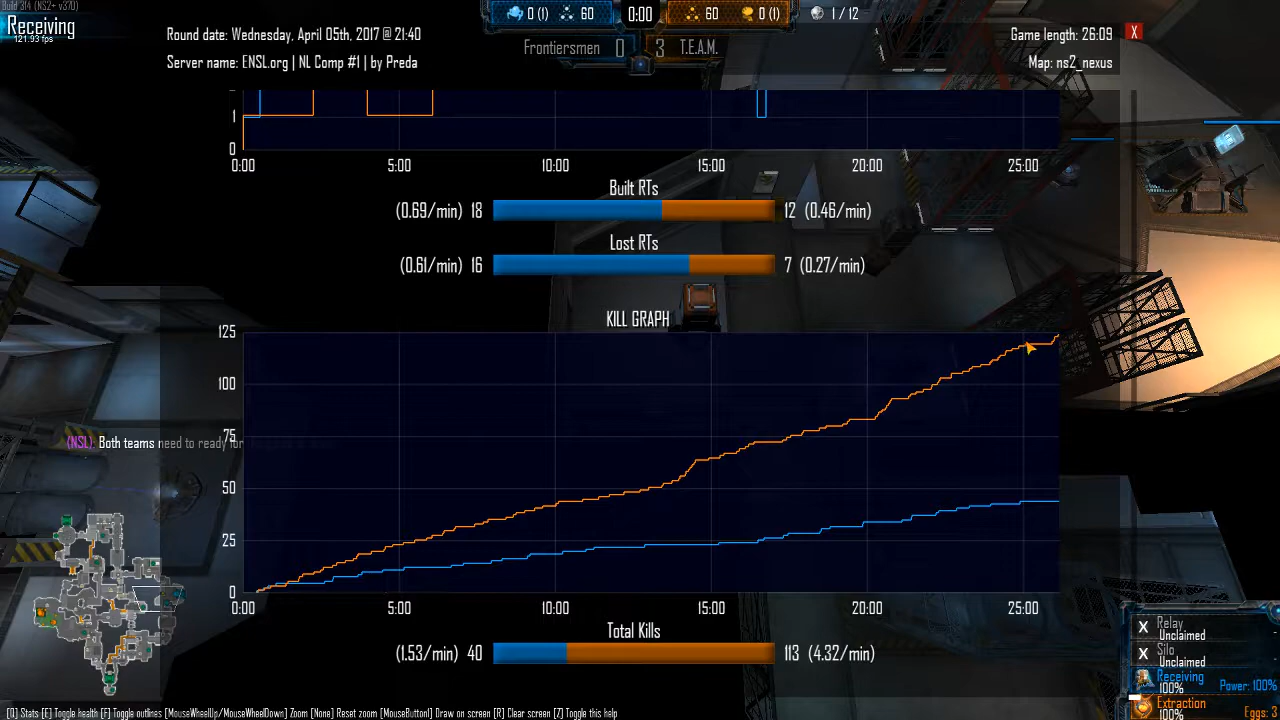 Build 314 (NS2+ v370)
Receiving
121.93 fps
0 (1) 60 0:00 60 0 (1) 1 / 12
Frontiersmen 0 3 T.E.A.M.
Round date: Wednesday, April 05th, 2017 @ 21:40
Game length: 26:09 X
Server name: ENSL.org | NL Comp #1 | by Preda
Map: ns2_nexus
1
0
0:00 5:00 10:00 15:00 20:00 25:00
Built RTs
(0.69/min) 18 12 (0.46/min)
Lost RTs
(0.61/min) 16 7 (0.27/min)
KILL GRAPH
125
100
75
50
25
0
0:00 5:00 10:00 15:00 20:00 25:00
Total Kills
(1.53/min) 40 113 (4.32/min)
(NSL): Both teams need to ready for
X Relay
Unclaimed
X Silo
Unclaimed
Receiving
100% Power: 100%
Extraction
100% Eggs: 3
[O] Stats [E] Toggle health [F] Toggle outlines [MouseWheelUp/MouseWheelDown] Zoom [None] Reset zoom [MouseButton1] Draw on screen [R] Clear screen [Z] Toggle this help